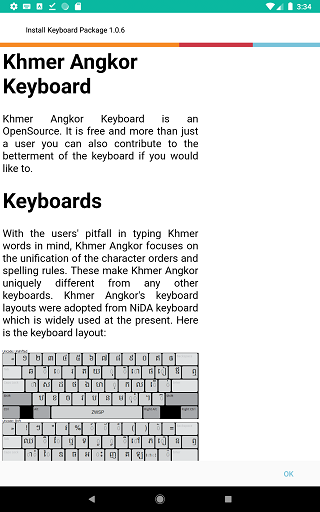 3:34
Install Keyboard Package 1.0.6
Khmer Angkor
Keyboard
Khmer Angkor Keyboard is an
OpenSource. It is free and more than just
a user you can also contribute to the
betterment of the keyboard if you would
like to.
Keyboards
With the users' pitfall in typing Khmer
words in mind, Khmer Angkor focuses on
the unification of the character orders and
spelling rules. These make Khmer Angkor
uniquely different from any other
keyboards. Khmer Angkor's keyboard
layouts were adopted from NiDA keyboard
which is widely used at the present. Here
is the keyboard layout:
ZWSP
OK